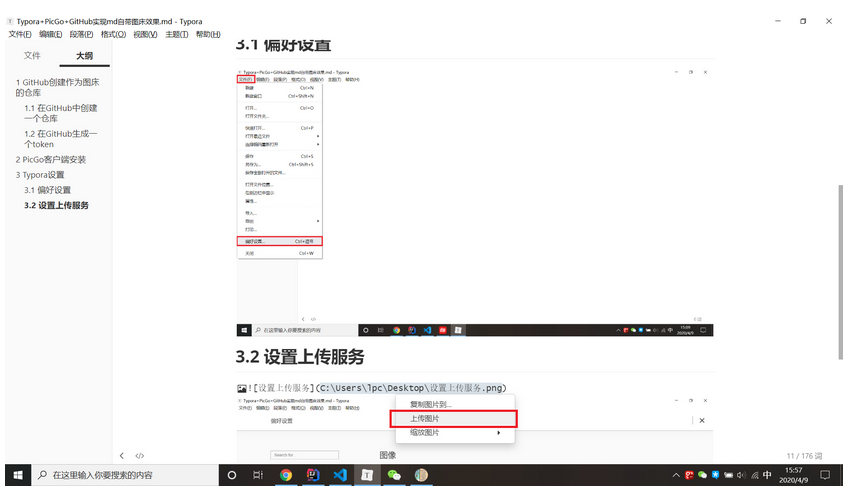 Typora+PicGo+GitHub实现md自带图床效果.md - Typora
文件(F) 编辑(E) 段落(P) 格式(O) 视图(V) 主题(T) 帮助(H)
文件 大纲
1 GitHub创建作为图床的仓库
1.1 在GitHub中创建一个仓库
1.2 在GitHub生成一个token
2 PicGo客户端安装
3 Typora设置
3.1 偏好设置
3.2 设置上传服务
3.1 偏好设置
Typora+PicGo+GitHub实现md自带图床效果.md - Typora
文件(F) 编辑(E) 段落(P) 格式(O) 视图(V) 主题(T) 帮助(H)
新建 Ctrl+N
新建窗口 Ctrl+Shift+N
打开... Ctrl+O
打开文件夹...
快速打开... Ctrl+P
打开最近文件
保存 Ctrl+S
另存为... Ctrl+Shift+S
保存全部打开的文件...
打开文件位置...
在侧边栏中显示
属性...
导入...
导出
打印...
偏好设置... Ctrl+逗号
关闭 Ctrl+W
在这里输入你要搜索的内容
中 15:09
2020/4/9
3.2 设置上传服务
![设置上传服务](C:\Users\lpc\Desktop\设置上传服务.png)
复制图片到...
上传图片
缩放图片
Typora+PicGo+GitHub实现md自带图床效果.md - Typora
文件(F) 编辑(E) 段落(P) 格式(O) 视图(V) 主题(T) 帮助(H)
偏好设置
Search for
图像
11 / 176 词
在这里输入你要搜索的内容
中 15:57
2020/4/9